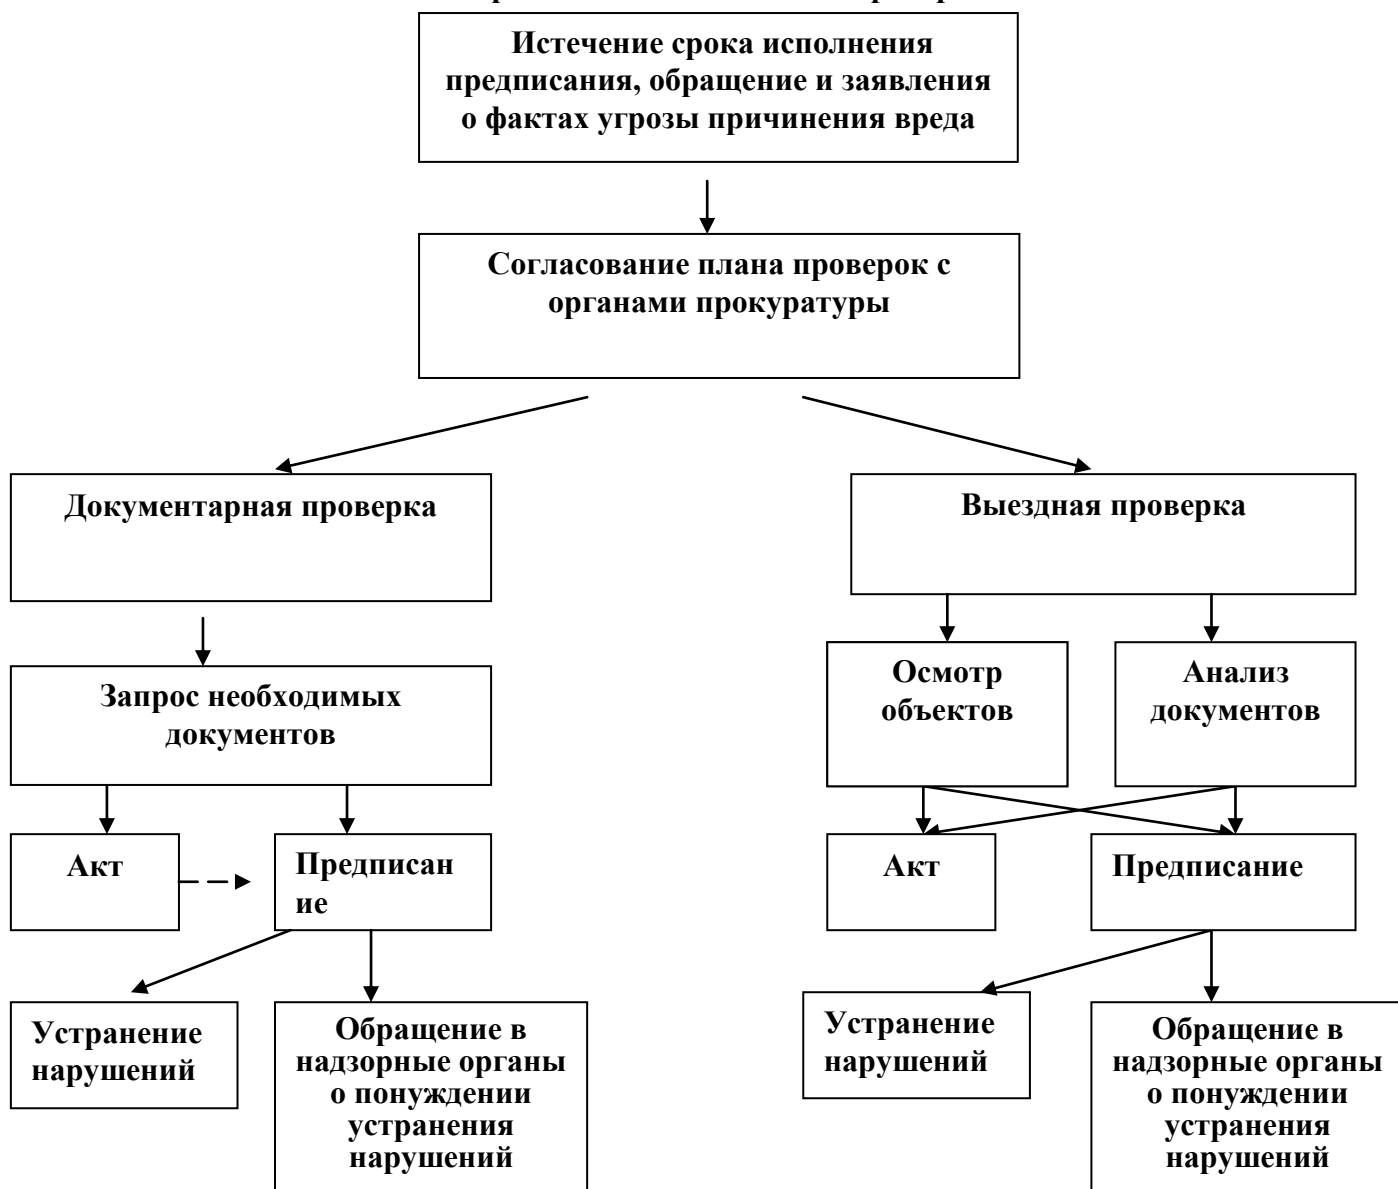 Истечение срока исполнения
предписания, обращение и заявления
о фактах угрозы причинения вреда
Согласование плана проверок с
органами прокуратуры
Документарная проверка
Выездная проверка
Запрос необходимых
документов
Осмотр
объектов
Анализ
документов
Акт
Предписан
ие
Акт
Предписание
Устранение
нарушений
Обращение в
надзорные органы
о понуждении
устранения
нарушений
Устранение
нарушений
Обращение в
надзорные органы
о понуждении
устранения
нарушений